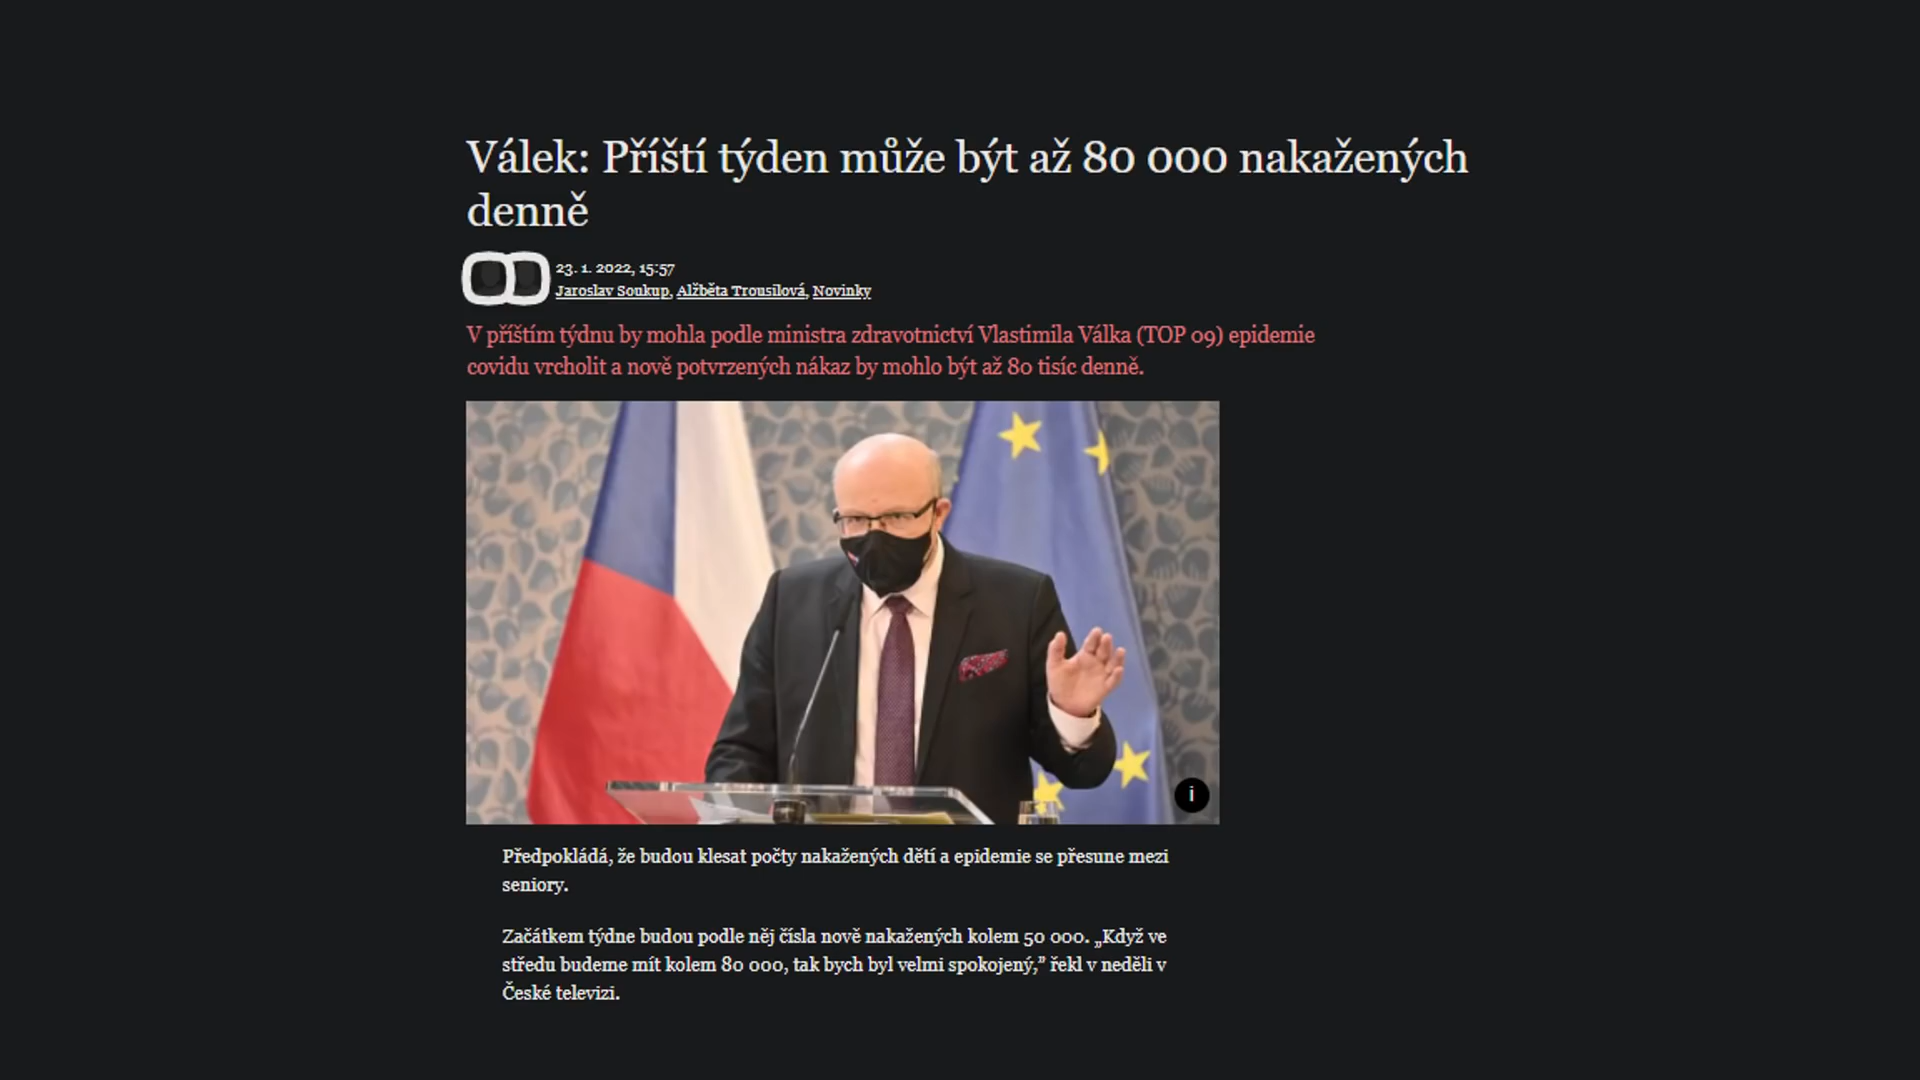 Válek: Příští týden může být až 80 000 nakažených
denně
23. 1. 2022, 15:57
Jaroslav Soukup, Alžběta Trousilová, Novinky
V příštím týdnu by mohla podle ministra zdravotnictví Vlastimila Válka (TOP 09) epidemie
covidu vrcholit a nově potvrzených nákaz by mohlo být až 80 tisíc denně.
i
Předpokládá, že budou klesat počty nakažených dětí a epidemie se přesune mezi
seniory.
Začátkem týdne budou podle něj čísla nově nakažených kolem 50 000. „Když ve
středu budeme mít kolem 80 000, tak bych byl velmi spokojený,” řekl v neděli v
České televizi.